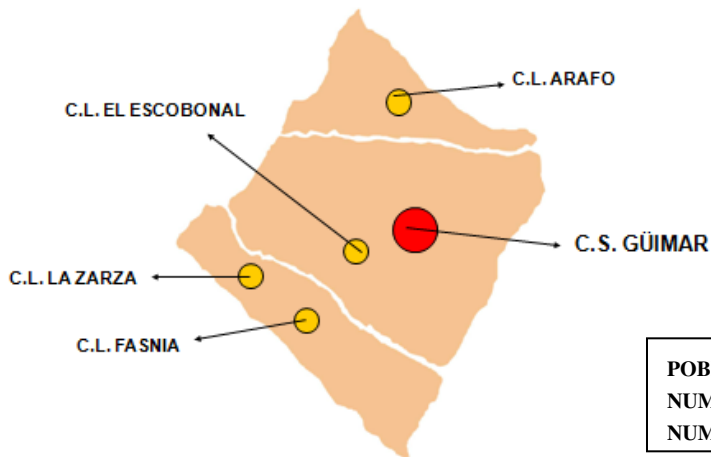 C.L. ARAFO
C.L. EL ESCOBONAL
C.S. GÜIMAR
C.L. LA ZARZA
C.L. FASNIA
POB
NUM
NUM